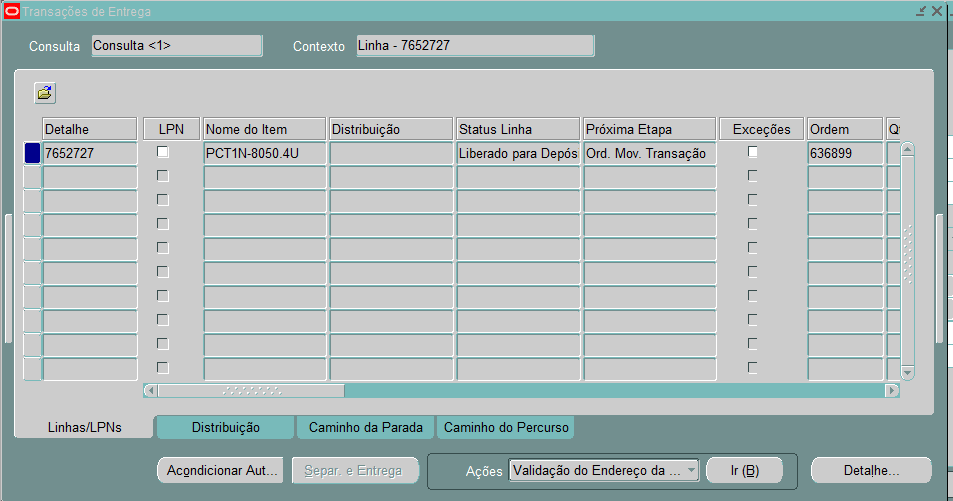 Transações de Entrega
Consulta Consulta <1> Contexto Linha - 7652727
Detalhe LPN Nome do Item Distribuição Status Linha Próxima Etapa Exceções Ordem Qt
7652727 PCT1N-8050.4U Liberado para Depós Ord. Mov. Transação 636899
Linhas/LPNs Distribuição Caminho da Parada Caminho do Percurso
Acondicionar Aut... Separ. e Entrega Ações Validação do Endereço da ... Ir (B) Detalhe...